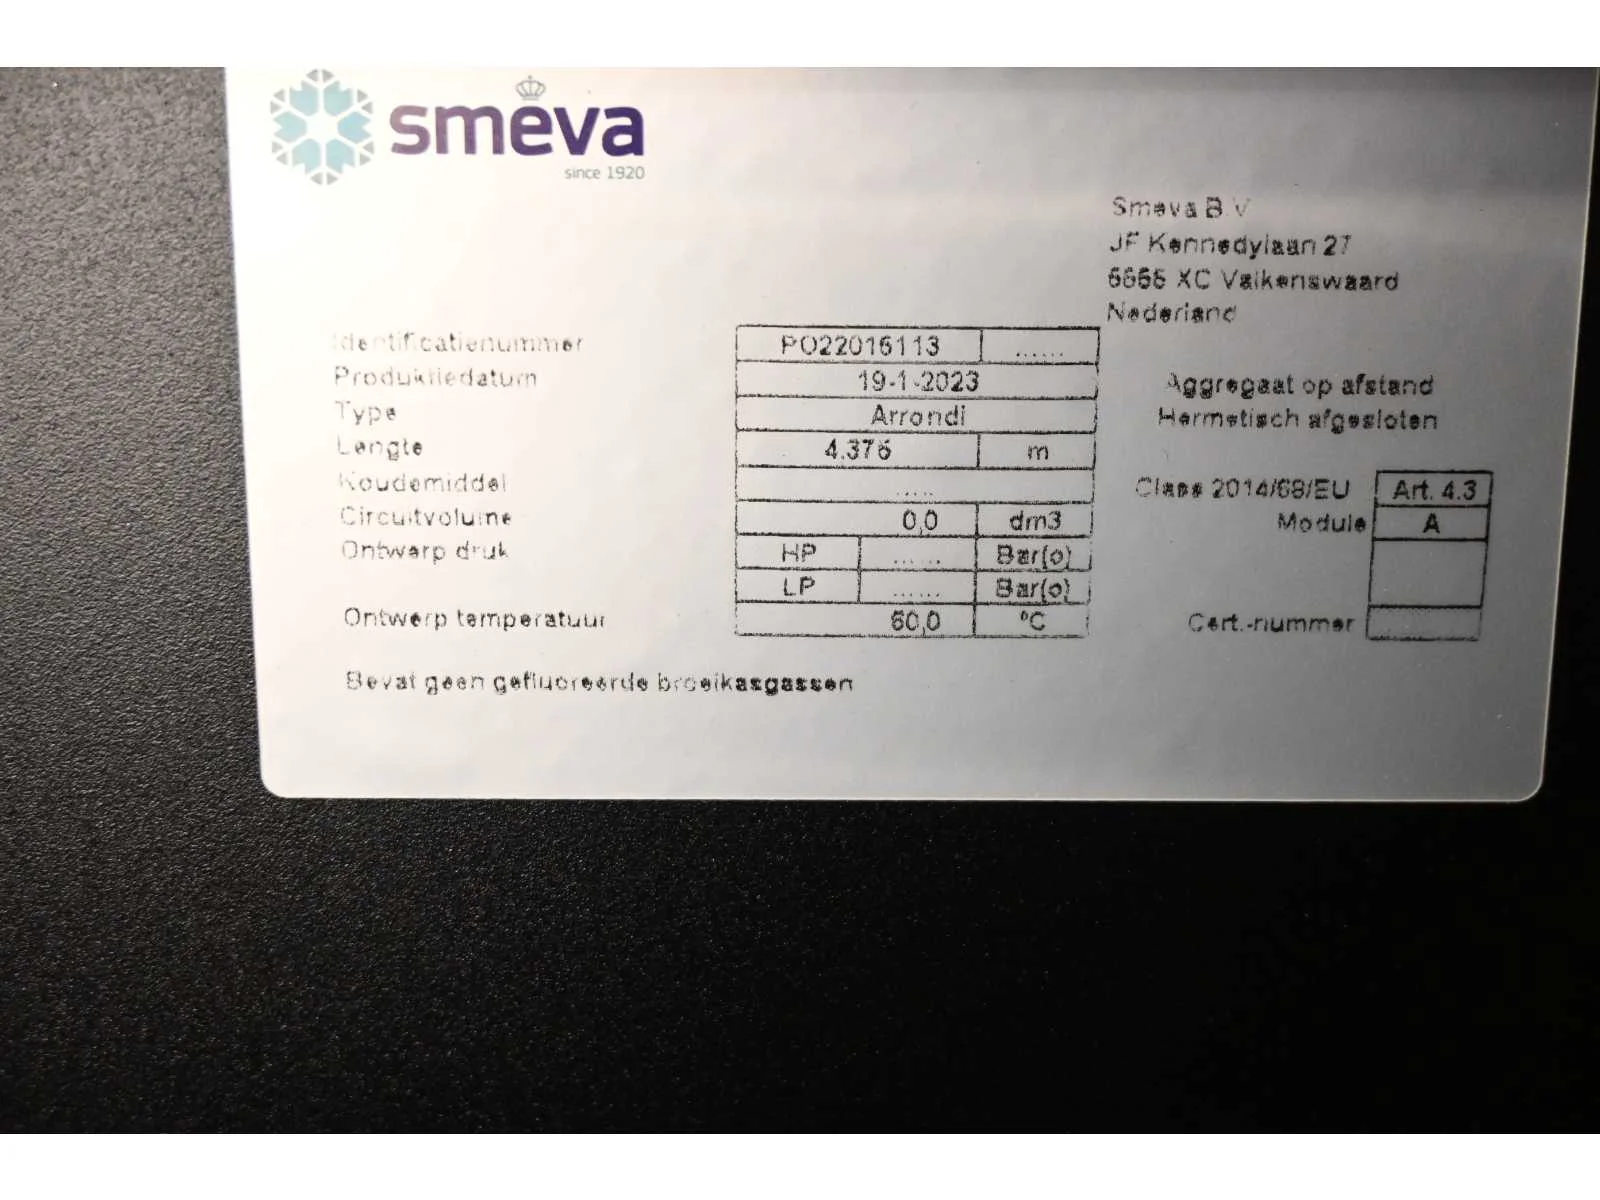 smeva
since 1920
Smeva B.V
JF Kennedylaan 27
5555 XC Valkenswaard
Nederland
Identificatienummer PO22016113 ......
Produktiedatum 19-1-2023
Type Arrondi
Lengte 4.375 m
Koudemiddel .....
Circuitvolume 0,0 dm3
Ontwerp druk HP ...... Bar(o)
LP ...... Bar(o)
Ontwerp temperatuur 60,0 ºC
Aggregaat op afstand
Hermetisch afgesloten
Class 2014/68/EU Art. 4.3
Module A
Cert.-nummer
Bevat geen gefluoreerde broeikasgassen